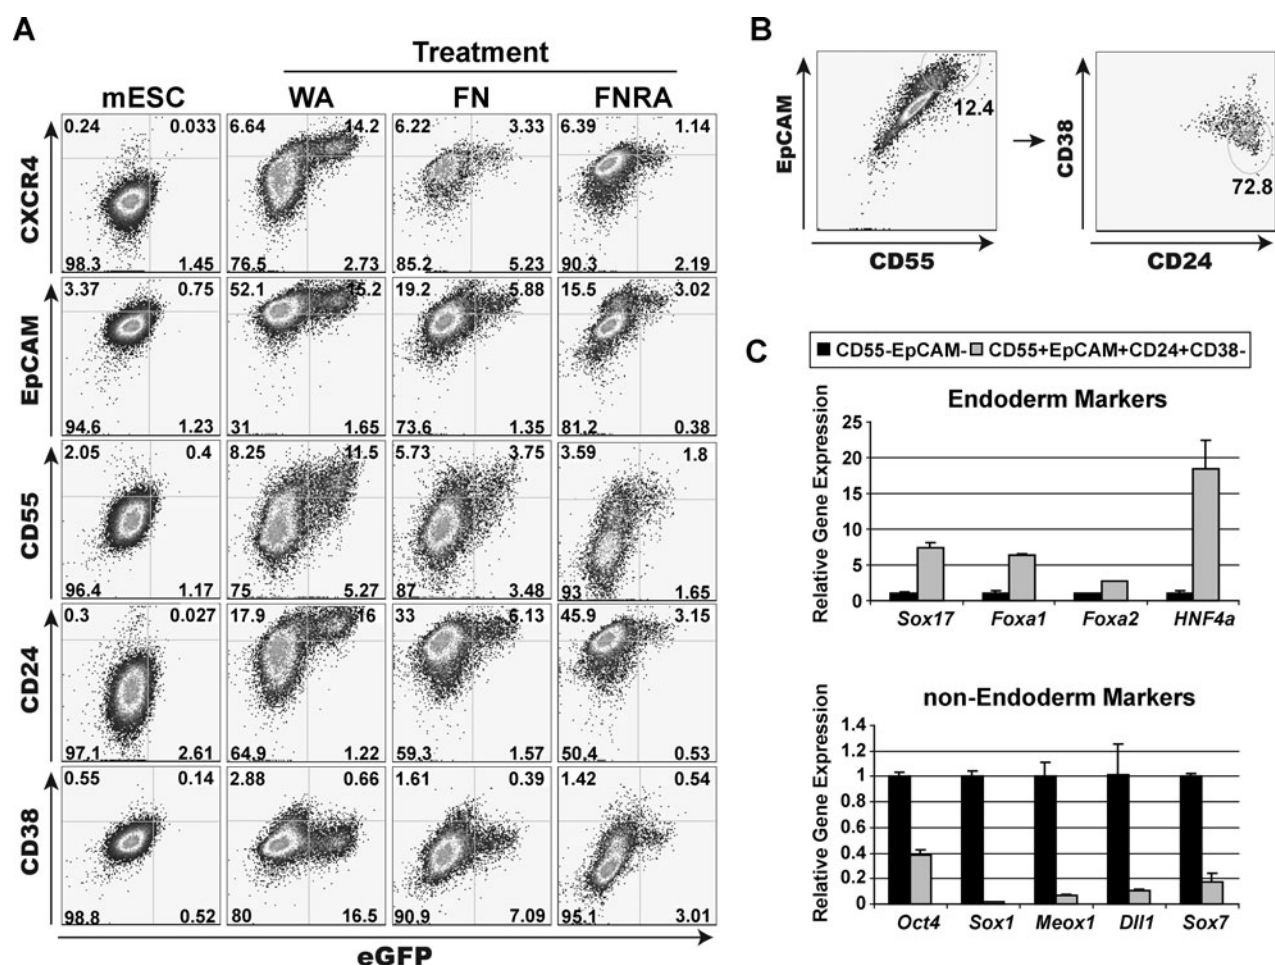 A
Treatment
mESC WA FN FNRA
CXCR4
0.24 0.033 6.64 14.2 6.22 3.33 6.39 1.14
98.3 1.45 76.5 2.73 85.2 5.23 90.3 2.19
EpCAM
3.37 0.75 52.1 15.2 19.2 5.88 15.5 3.02
94.6 1.23 31 1.65 73.6 1.35 81.2 0.38
CD55
2.05 0.4 8.25 11.5 5.73 3.75 3.59 1.8
96.4 1.17 75 5.27 87 3.48 93 1.65
CD24
0.3 0.027 17.9 16 33 6.13 45.9 3.15
97.1 2.61 64.9 1.22 59.3 1.57 50.4 0.53
CD38
0.55 0.14 2.88 0.66 1.61 0.39 1.42 0.54
98.8 0.52 80 16.5 90.9 7.09 95.1 3.01
eGFP
B
EpCAM
12.4
CD55
CD38
72.8
CD24
C
CD55-EpCAM- CD55+EpCAM+CD24+CD38-
Endoderm Markers
Relative Gene Expression
25
20
15
10
5
0
Sox17 Foxa1 Foxa2 HNF4a
non-Endoderm Markers
Relative Gene Expression
1.4
1.2
1
0.8
0.6
0.4
0.2
0
Oct4 Sox1 Meox1 Dll1 Sox7